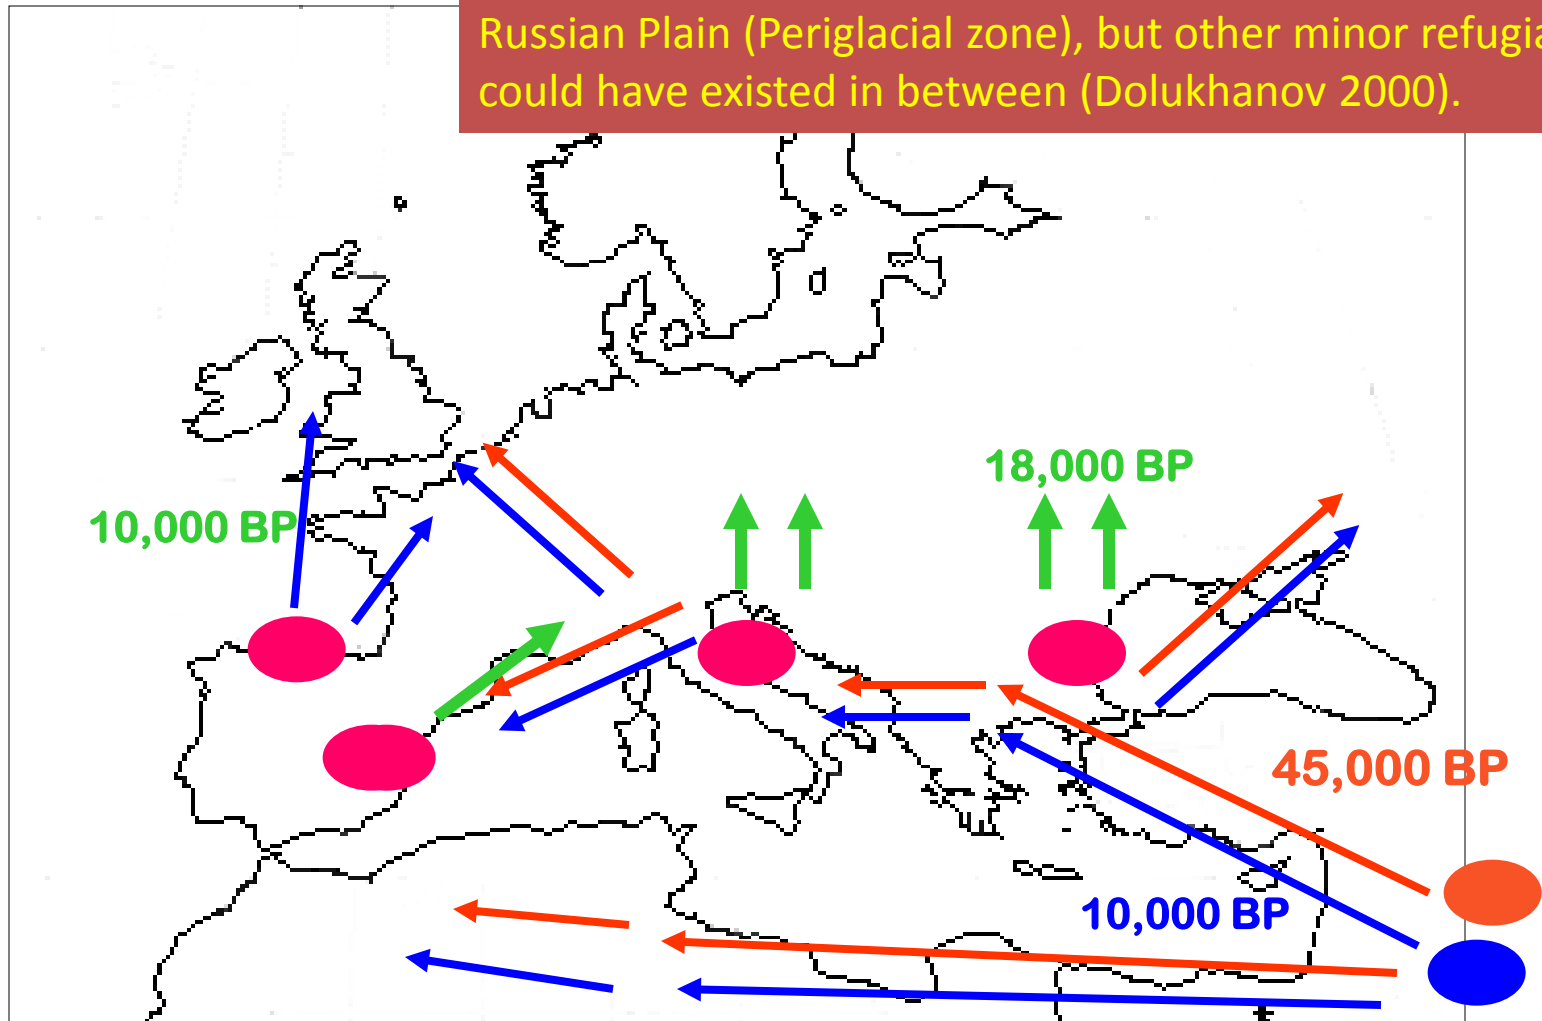 Russian Plain (Periglacial zone), but other minor refugia
could have existed in between (Dolukhanov 2000).
18,000 BP
10,000 BP
45,000 BP
10,000 BP